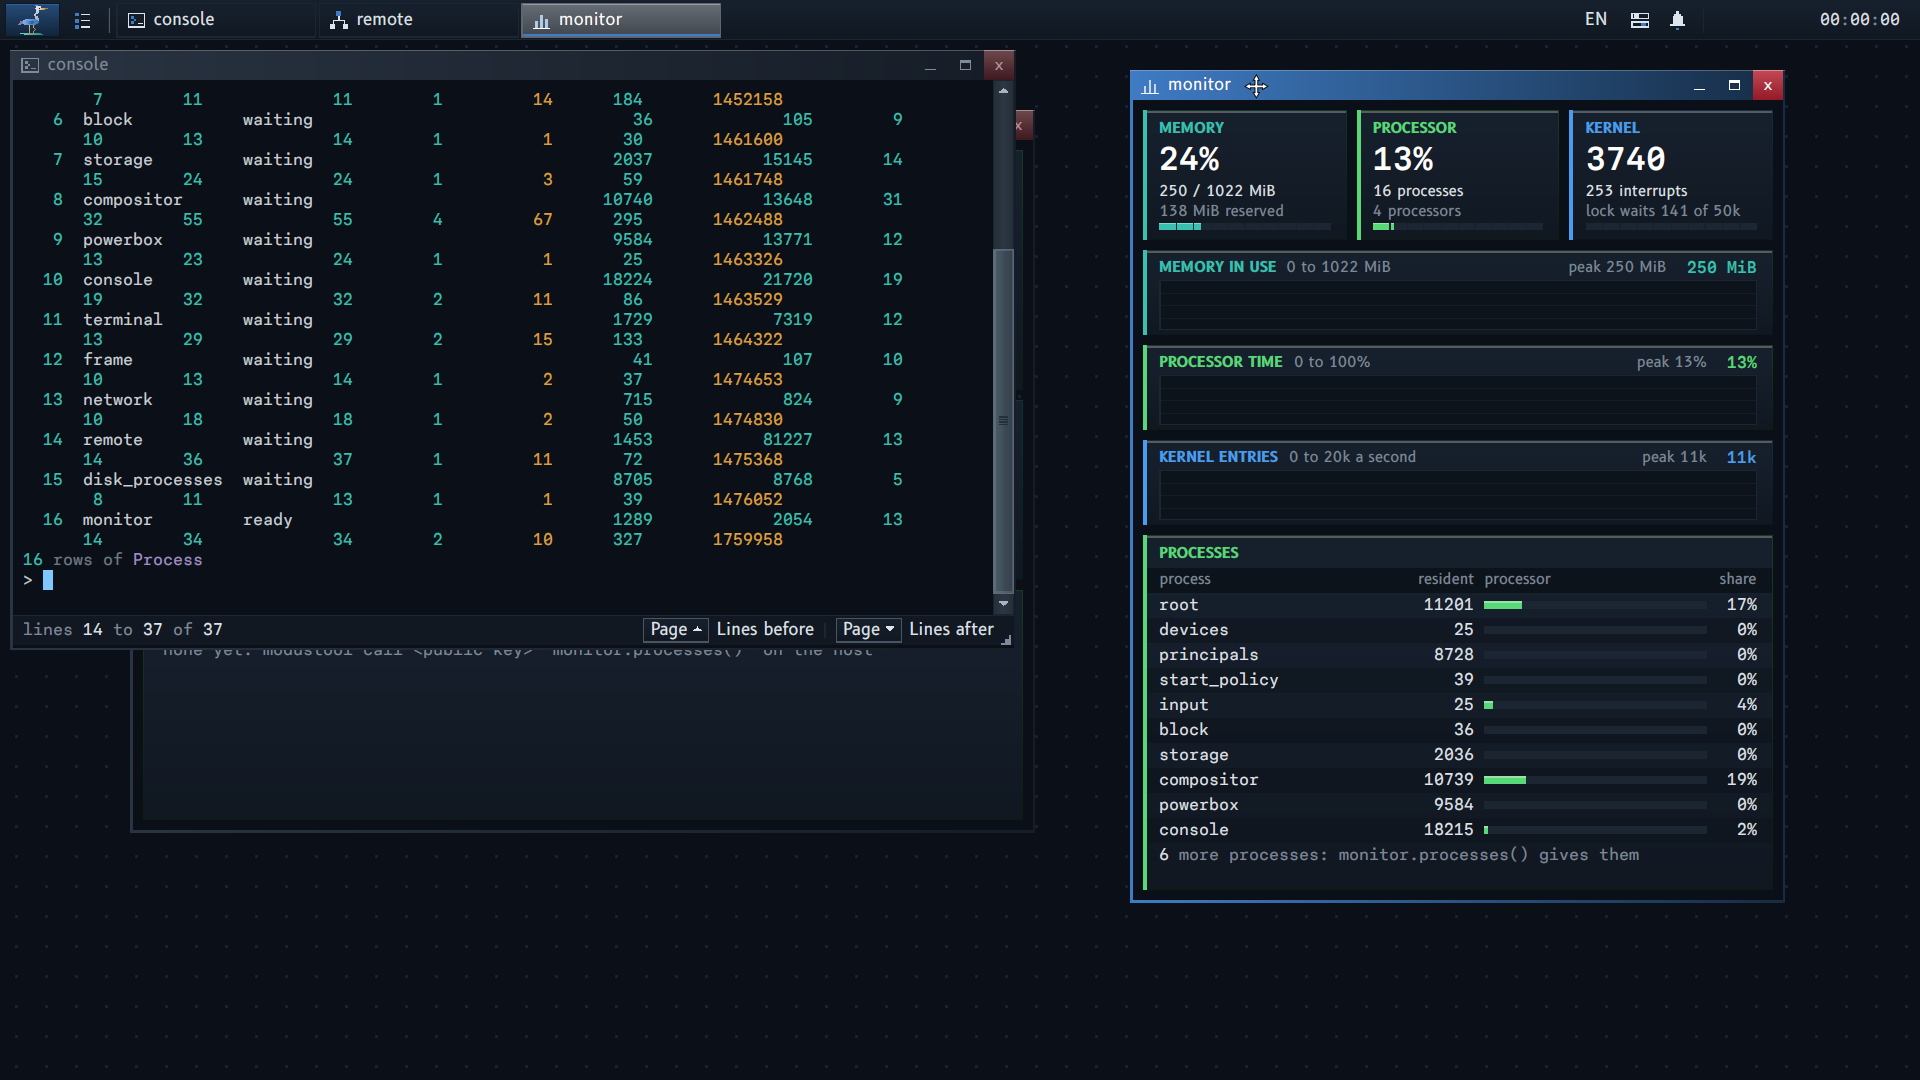 console
remote
monitor
EN
00:00:00
console
x
7 11 11 1 14 184 1452158
6 block waiting 36 105 9
10 13 14 1 1 30 1461600
7 storage waiting 2037 15145 14
15 24 24 1 3 59 1461748
8 compositor waiting 10740 13648 31
32 55 55 4 67 295 1462488
9 powerbox waiting 9584 13771 12
13 23 24 1 1 25 1463326
10 console waiting 18224 21720 19
19 32 32 2 11 86 1463529
11 terminal waiting 1729 7319 12
13 29 29 2 15 133 1464322
12 frame waiting 41 107 10
10 13 14 1 2 37 1474653
13 network waiting 715 824 9
10 18 18 1 2 50 1474830
14 remote waiting 1453 81227 13
14 36 37 1 11 72 1475368
15 disk_processes waiting 8705 8768 5
8 11 13 1 1 39 1476052
16 monitor ready 1289 2054 13
14 34 34 2 10 327 1759958
16 rows of Process
>
lines 14 to 37 of 37
Page Lines before
Page Lines after
x
none yet: modustool call <public key> monitor.processes() on the host
monitor
x
MEMORY
24%
250 / 1022 MiB
138 MiB reserved
PROCESSOR
13%
16 processes
4 processors
KERNEL
3740
253 interrupts
lock waits 141 of 50k
MEMORY IN USE 0 to 1022 MiB peak 250 MiB 250 MiB
PROCESSOR TIME 0 to 100% peak 13% 13%
KERNEL ENTRIES 0 to 20k a second peak 11k 11k
PROCESSES
process resident processor share
root 11201 17%
devices 25 0%
principals 8728 0%
start_policy 39 0%
input 25 4%
block 36 0%
storage 2036 0%
compositor 10739 19%
powerbox 9584 0%
console 18215 2%
6 more processes: monitor.processes() gives them